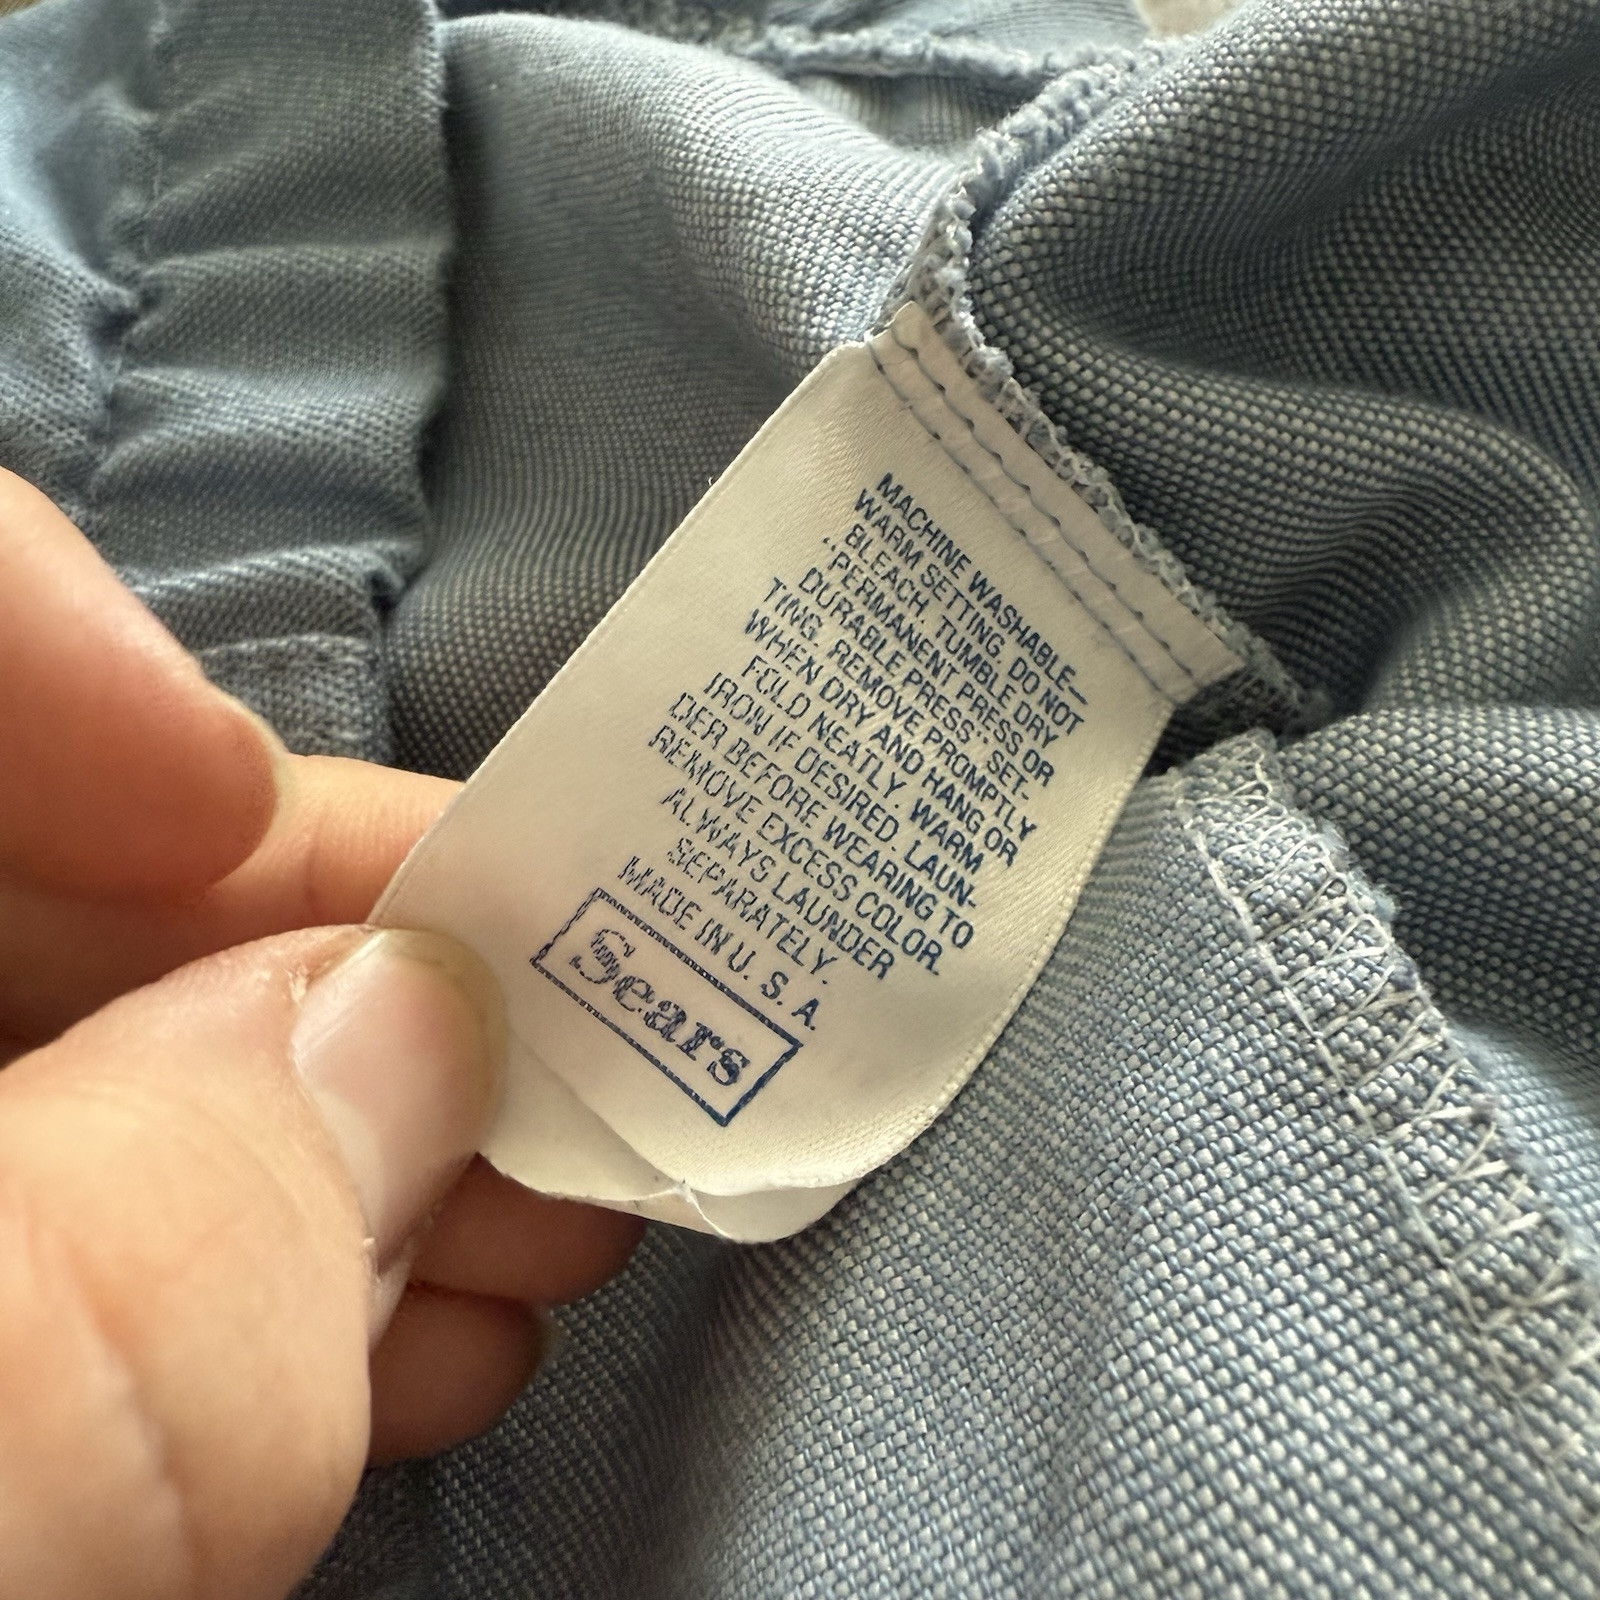 MACHINE WASHABLE—
WARM SETTING. DO NOT
BLEACH. TUMBLE DRY
"PERMANENT PRESS OR
DURABLE PRESS" SET-
TING. REMOVE PROMPTLY
WHEN DRY AND HANG OR
FOLD NEATLY. WARM
IRON IF DESIRED. LAUN-
DER BEFORE WEARING TO
REMOVE EXCESS COLOR.
ALWAYS LAUNDER
SEPARATELY.
MADE IN U. S. A.
Sears